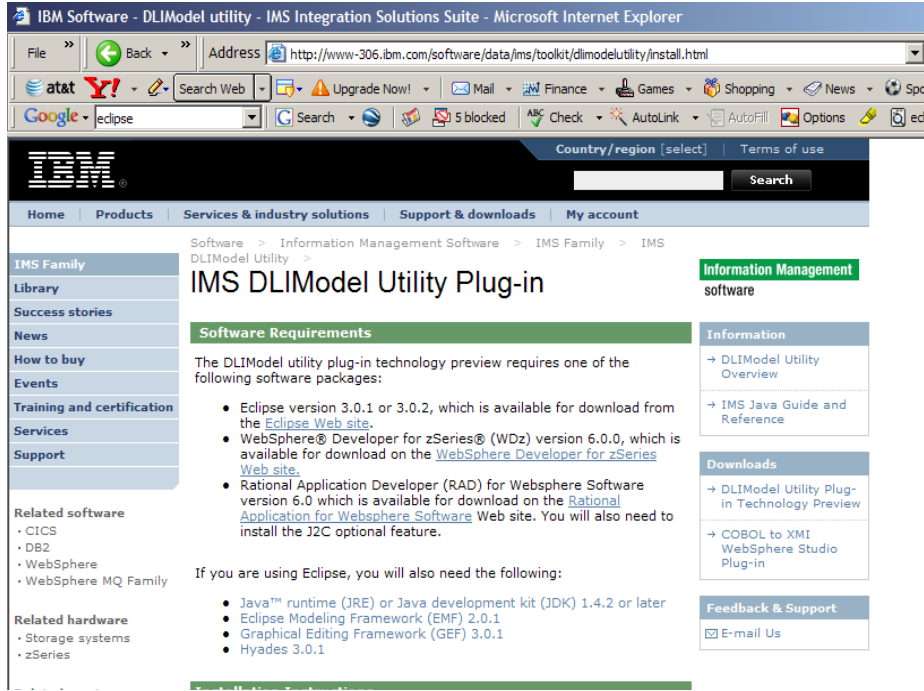 IBM Software - DLIModel utility - IMS Integration Solutions Suite - Microsoft Internet Explorer
File » Back » Address http://www-306.ibm.com/software/data/ims/toolkit/dlimodelutility/install.html
at&t Y! Search Web Upgrade Now! Mail Finance Games Shopping News Spo
Google eclipse Search 5 blocked ABC Check AutoLink AutoFill Options ecl
Country/region [select] | Terms of use
IBM®
Search
Home | Products | Services & industry solutions | Support & downloads | My account
Software > Information Management Software > IMS Family > IMS
DLIModel Utility >
IMS DLIModel Utility Plug-in
Information Management
software
IMS Family
Library
Success stories
News
How to buy
Events
Training and certification
Services
Support
Related software
· CICS
· DB2
· WebSphere
· WebSphere MQ Family
Related hardware
· Storage systems
· zSeries
Software Requirements
The DLIModel utility plug-in technology preview requires one of the
following software packages:
● Eclipse version 3.0.1 or 3.0.2, which is available for download from
the Eclipse Web site.
● WebSphere® Developer for zSeries® (WDz) version 6.0.0, which is
available for download on the WebSphere Developer for zSeries
Web site.
● Rational Application Developer (RAD) for Websphere Software
version 6.0 which is available for download on the Rational
Application for Websphere Software Web site. You will also need to
install the J2C optional feature.
If you are using Eclipse, you will also need the following:
● Java™ runtime (JRE) or Java development kit (JDK) 1.4.2 or later
● Eclipse Modeling Framework (EMF) 2.0.1
● Graphical Editing Framework (GEF) 3.0.1
● Hyades 3.0.1
Installation Instructions
Information
→ DLIModel Utility
Overview
→ IMS Java Guide and
Reference
Downloads
→ DLIModel Utility Plug-
in Technology Preview
→ COBOL to XMI
WebSphere Studio
Plug-in
Feedback & Support
E-mail Us